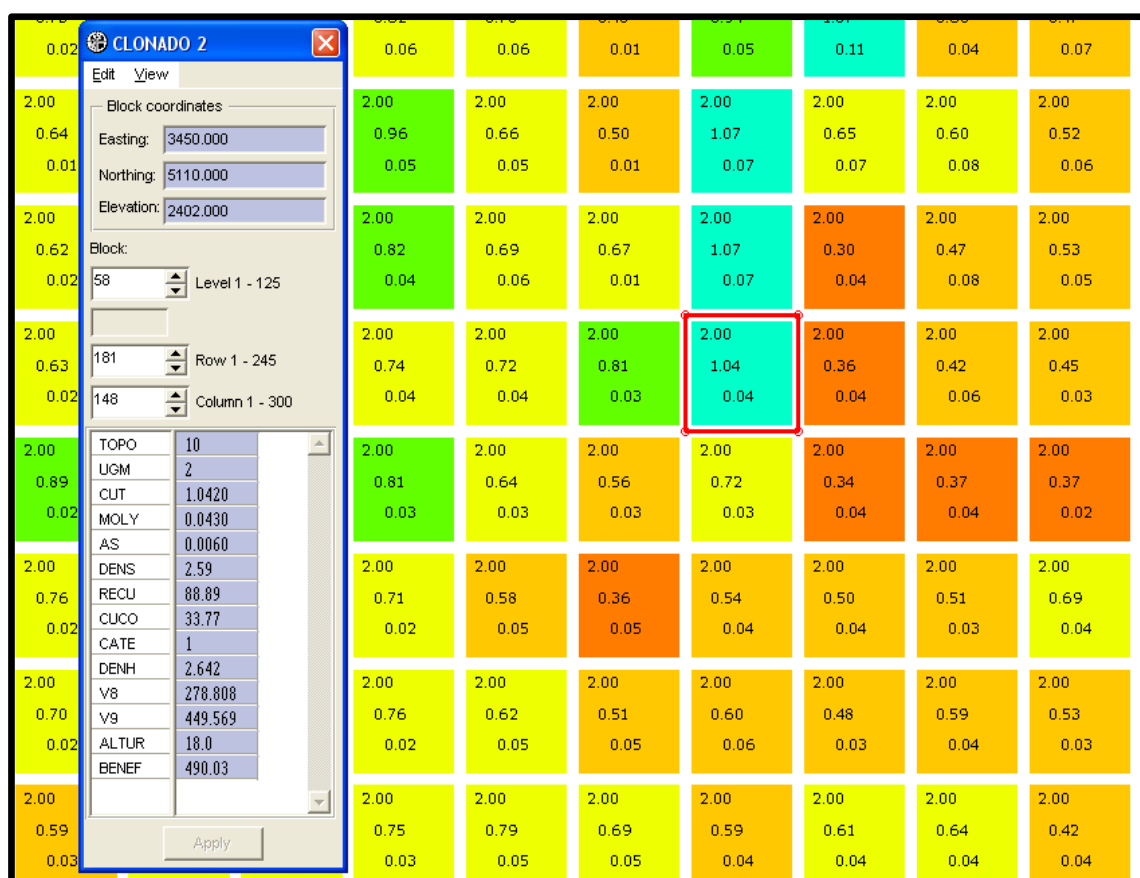 CLONADO 2
Edit View
Block coordinates
Easting: 3450.000
Northing: 5110.000
Elevation: 2402.000
Block:
58 Level 1 - 125
181 Row 1 - 245
148 Column 1 - 300
TOPO 10
UGM 2
CUT 1.0420
MOLY 0.0430
AS 0.0060
DENS 2.59
RECU 88.89
CUCO 33.77
CATE 1
DENH 2.642
V8 278.808
V9 449.569
ALTUR 18.0
BENEF 490.03
Apply
0.02 0.06 0.06 0.01 0.05 0.11 0.04 0.07
2.00 2.00 2.00 2.00 2.00 2.00 2.00 2.00
0.64 0.96 0.66 0.50 1.07 0.65 0.60 0.52
0.01 0.05 0.05 0.01 0.07 0.07 0.08 0.06
2.00 2.00 2.00 2.00 2.00 2.00 2.00 2.00
0.62 0.82 0.69 0.67 1.07 0.30 0.47 0.53
0.02 0.04 0.06 0.01 0.07 0.04 0.08 0.05
2.00 2.00 2.00 2.00 2.00 2.00 2.00 2.00
0.63 0.74 0.72 0.81 1.04 0.36 0.42 0.45
0.02 0.04 0.04 0.03 0.04 0.04 0.06 0.03
2.00 2.00 2.00 2.00 2.00 2.00 2.00 2.00
0.89 0.81 0.64 0.56 0.72 0.34 0.37 0.37
0.02 0.03 0.03 0.03 0.03 0.04 0.04 0.02
2.00 2.00 2.00 2.00 2.00 2.00 2.00 2.00
0.76 0.71 0.58 0.36 0.54 0.50 0.51 0.69
0.02 0.02 0.05 0.05 0.04 0.04 0.03 0.04
2.00 2.00 2.00 2.00 2.00 2.00 2.00 2.00
0.70 0.76 0.62 0.51 0.60 0.48 0.59 0.53
0.02 0.02 0.05 0.05 0.06 0.03 0.04 0.03
2.00 2.00 2.00 2.00 2.00 2.00 2.00 2.00
0.59 0.75 0.79 0.69 0.59 0.61 0.64 0.42
0.03 0.03 0.05 0.05 0.04 0.04 0.04 0.04